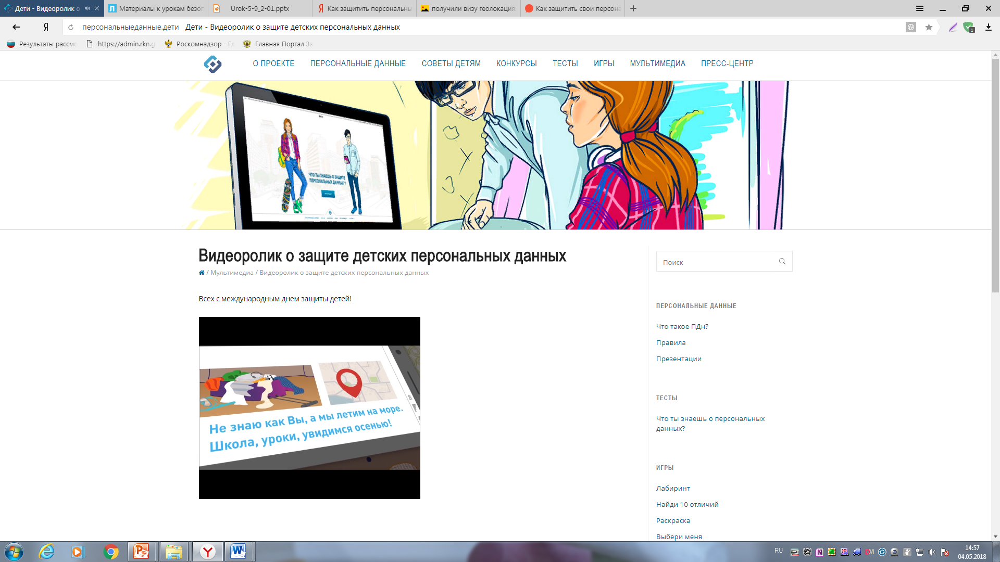 Дети - Видеоролик о
Материалы к урокам безоп
Urok-5-9_2-01.pptx
Как защитить персональны
получили визу геолокация
Как защитить свои персона
персональныеданные.дети Дети - Видеоролик о защите детских персональных данных
1
Результаты рассмо
https://admin.rkn.g
Роскомнадзор - Гл
Главная Портал За
О ПРОЕКТЕ
ПЕРСОНАЛЬНЫЕ ДАННЫЕ
СОВЕТЫ ДЕТЯМ
КОНКУРСЫ
ТЕСТЫ
ИГРЫ
МУЛЬТИМЕДИА
ПРЕСС-ЦЕНТР
ЧТО ТЫ ЗНАЕШЬ О ЗАЩИТЕ
ПЕРСОНАЛЬНЫХ ДАННЫХ ?
Видеоролик о защите детских персональных данных
/ Мультимедиа / Видеоролик о защите детских персональных данных
Всех с международным днем защиты детей!
4G
Не знаю как Вы, а мы летим на море.
Школа, уроки, увидимся осенью!
Поиск
ПЕРСОНАЛЬНЫЕ ДАННЫЕ
Что такое ПДн?
Правила
Презентации
ТЕСТЫ
Что ты знаешь о персональных
данных?
ИГРЫ
Лабиринт
Найди 10 отличий
Раскраска
Выбери меня
RU
14:57
04.05.2018